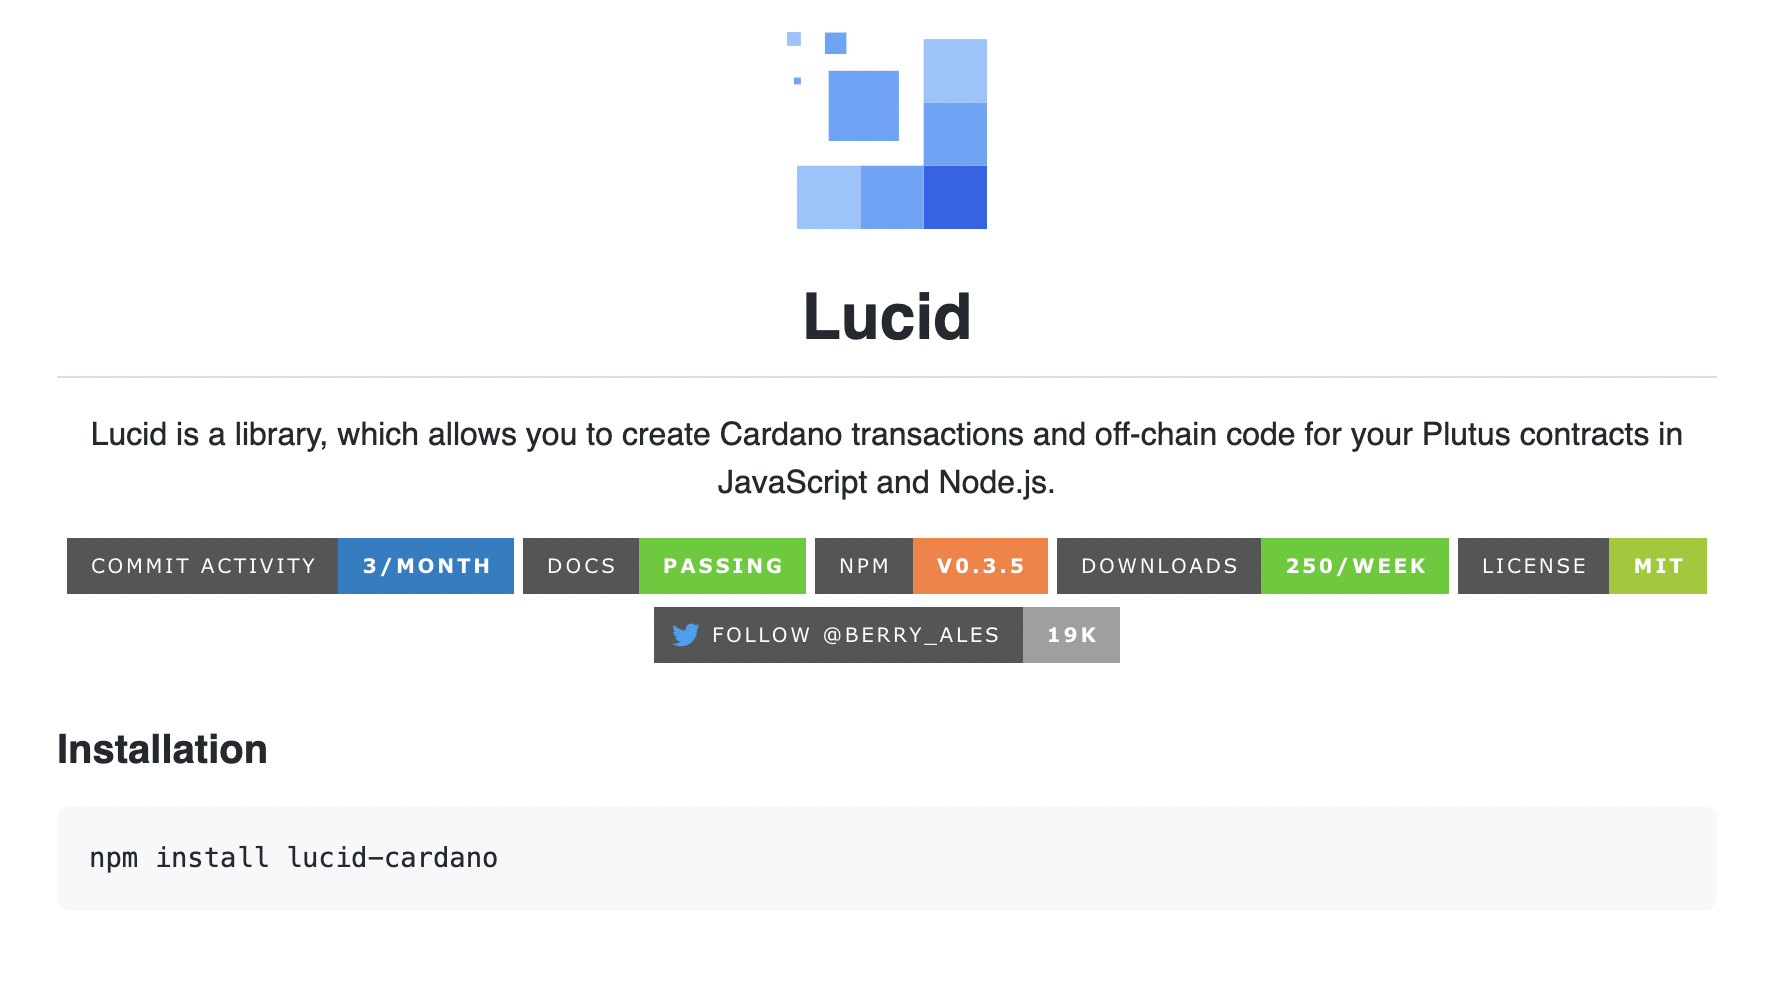 Lucid
Lucid is a library, which allows you to create Cardano transactions and off-chain code for your Plutus contracts in
JavaScript and Node.js.
COMMIT ACTIVITY 3/MONTH DOCS PASSING NPM V0.3.5 DOWNLOADS 250/WEEK LICENSE MIT
FOLLOW @BERRY_ALES 19K
Installation
npm install lucid-cardano